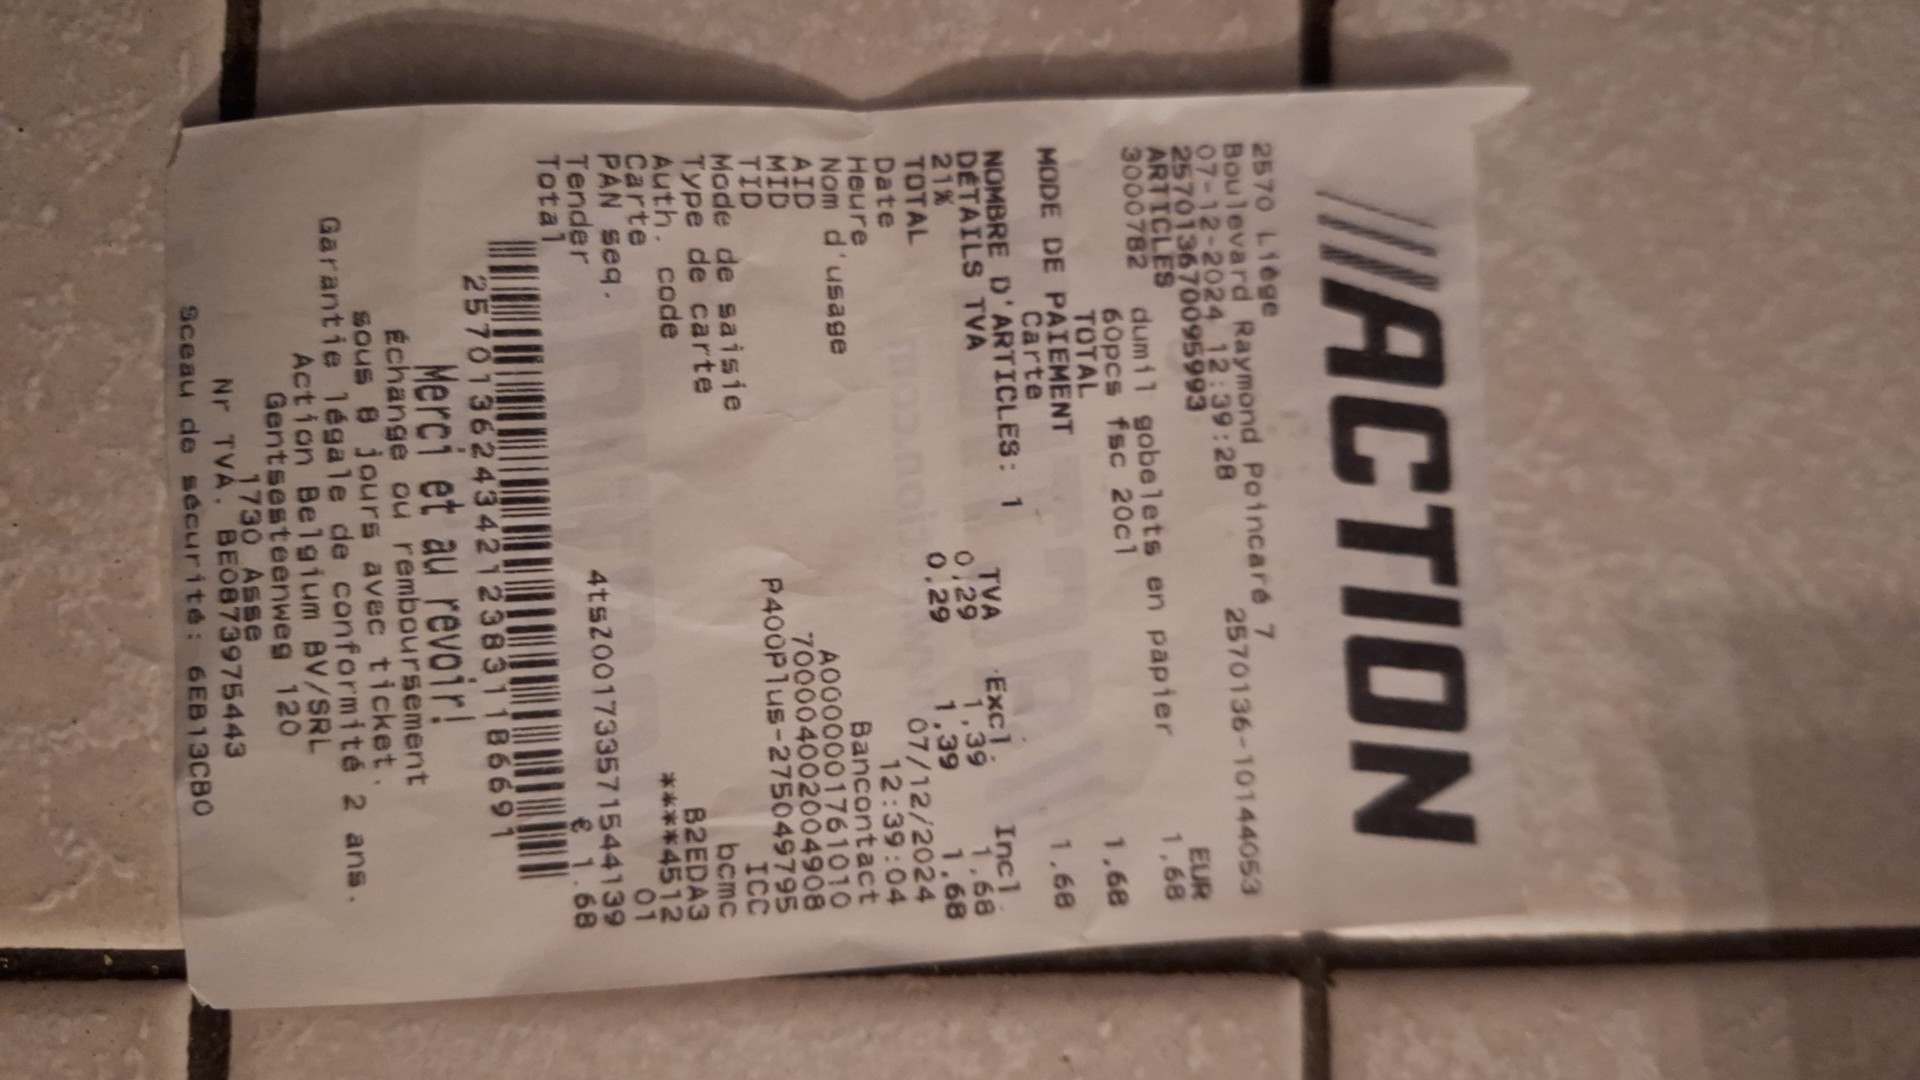 ACTION
2570 Liège
Boulevard Raymond Poincaré 7
07-12-2024 12:39:28 2570136-10144053
257013670095993
ARTICLES EUR
3000782 dumil gobelets en papier 1,68
60pcs fsc 20cl
TOTAL 1,68
MODE DE PAIEMENT
Carte 1.68
NOMBRE D'ARTICLES: 1
DÉTAILS TVA TVA Excl. Incl.
21% 0,29 1,39 1,68
TOTAL 0,29 1,39 1,68
Date 07/12/2024
Heure 12:39:04
Nom d'usage Bancontact
AID A0000001761010
MID 700004002004908
TID P400Plus-275049795
Mode de saisie ICC
Type de carte bcmc
Auth. code B2EDA3
Carte ****4512
PAN seq. 01
Tender 4tsZ001733571544139
Total € 1.68
257013624342123831186691
Merci et au revoir!
Échange ou remboursement
sous 8 jours avec ticket.
Garantie légale de conformité 2 ans.
Action Belgium BV/SRL
Gentsesteenweg 120
1730 Asse
Nr TVA. BE0873975443
Sceau de sécurité: 6EB13CB0